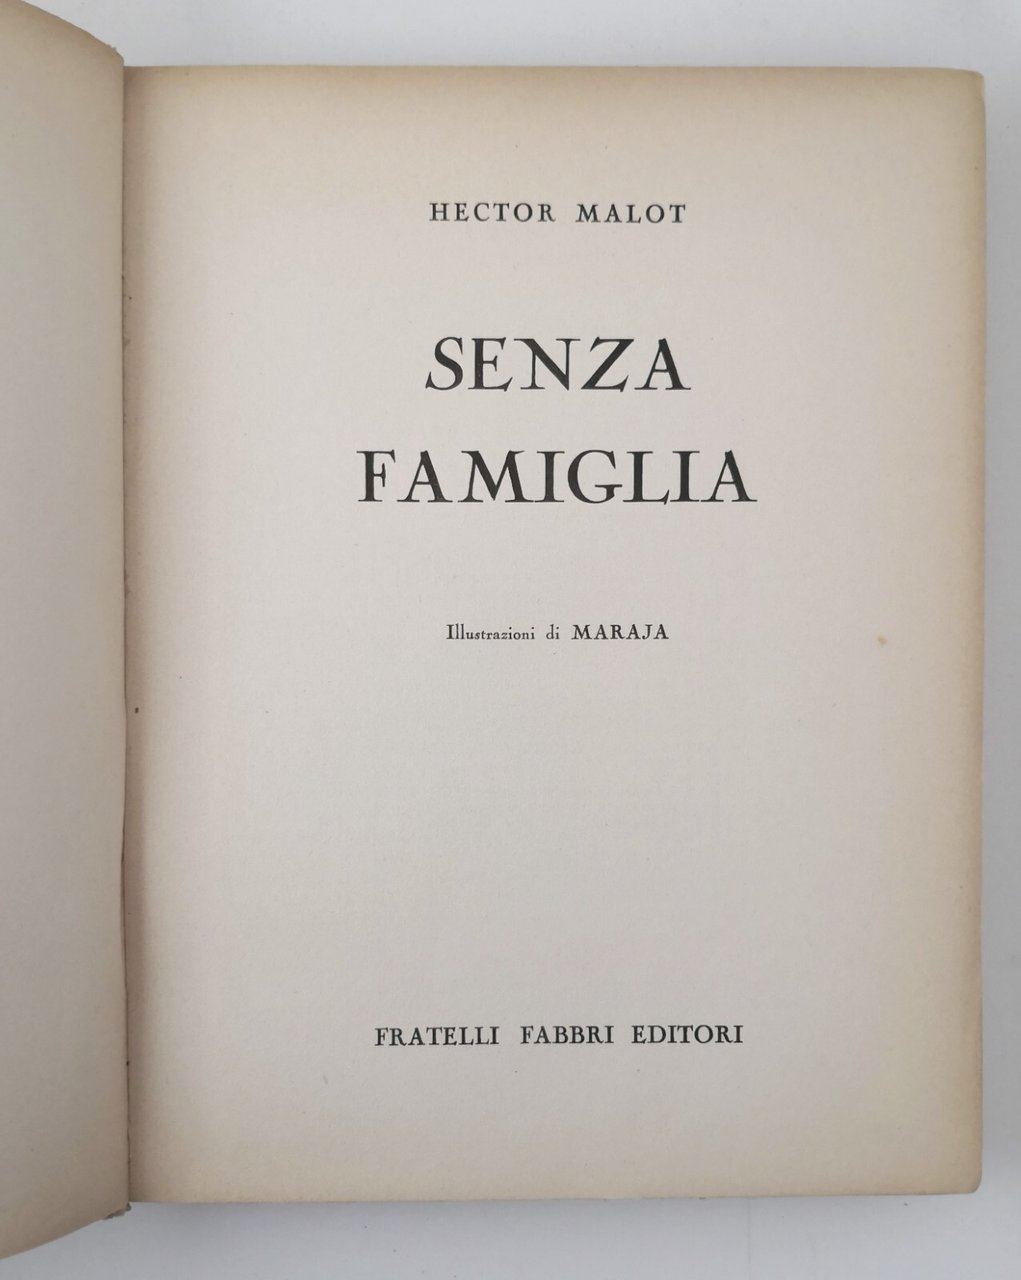 HECTOR MALOT
SENZA
FAMIGLIA
Illustrazioni di MARAJA
FRATELLI FABBRI EDITORI